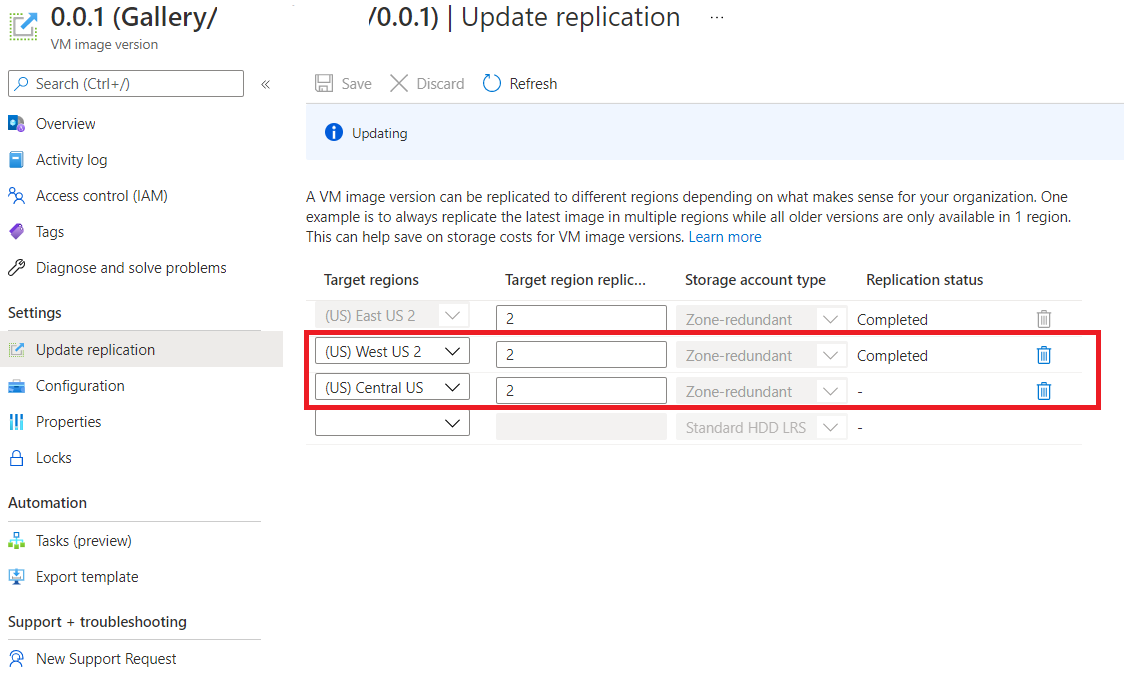 0.0.1 (Gallery/
/0.0.1) | Update replication ...
VM image version
Search (Ctrl+/)
«
Overview
Activity log
Access control (IAM)
Tags
Diagnose and solve problems
Settings
Update replication
Configuration
Properties
Locks
Automation
Tasks (preview)
Export template
Support + troubleshooting
New Support Request
Save Discard Refresh
Updating
A VM image version can be replicated to different regions depending on what makes sense for your organization. One
example is to always replicate the latest image in multiple regions while all older versions are only available in 1 region.
This can help save on storage costs for VM image versions. Learn more
Target regions Target region replic... Storage account type Replication status
(US) East US 2 2 Zone-redundant Completed
(US) West US 2 2 Zone-redundant Completed
(US) Central US 2 Zone-redundant -
Standard HDD LRS -